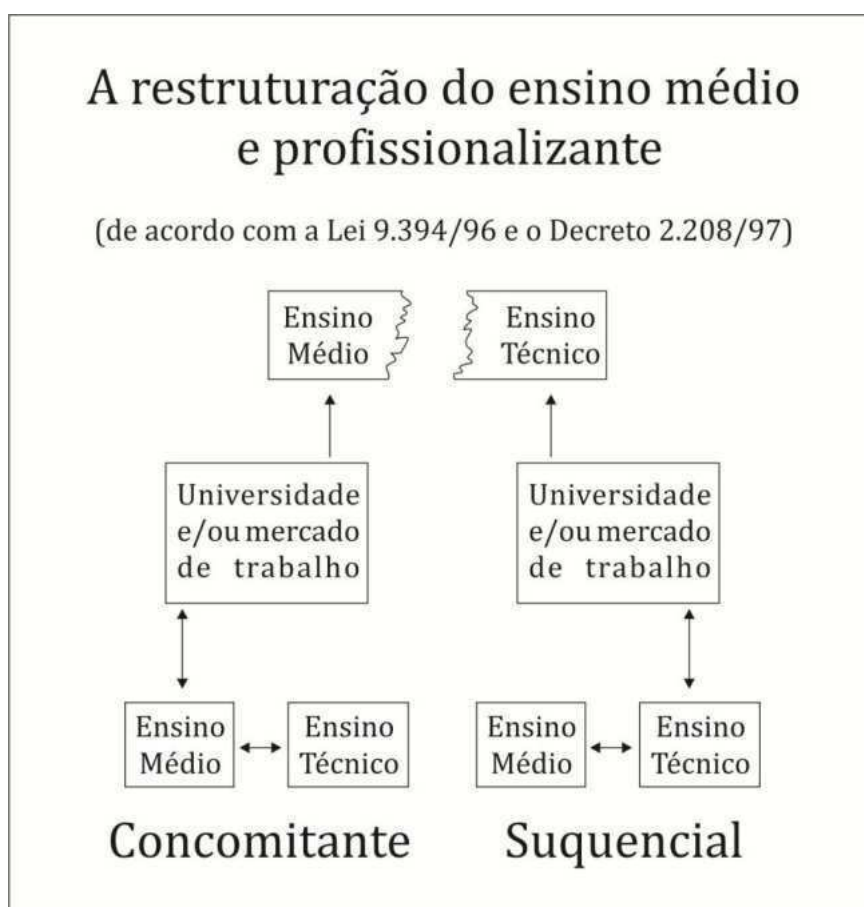 A restruturação do ensino médio
e profissionalizante
(de acordo com a Lei 9.394/96 e o Decreto 2.208/97)
Ensino
Médio
Ensino
Técnico
Universidade
e/ou mercado
de trabalho
Universidade
e/ou mercado
de trabalho
Ensino
Médio
Ensino
Técnico
Ensino
Médio
Ensino
Técnico
Concomitante
Suquencial